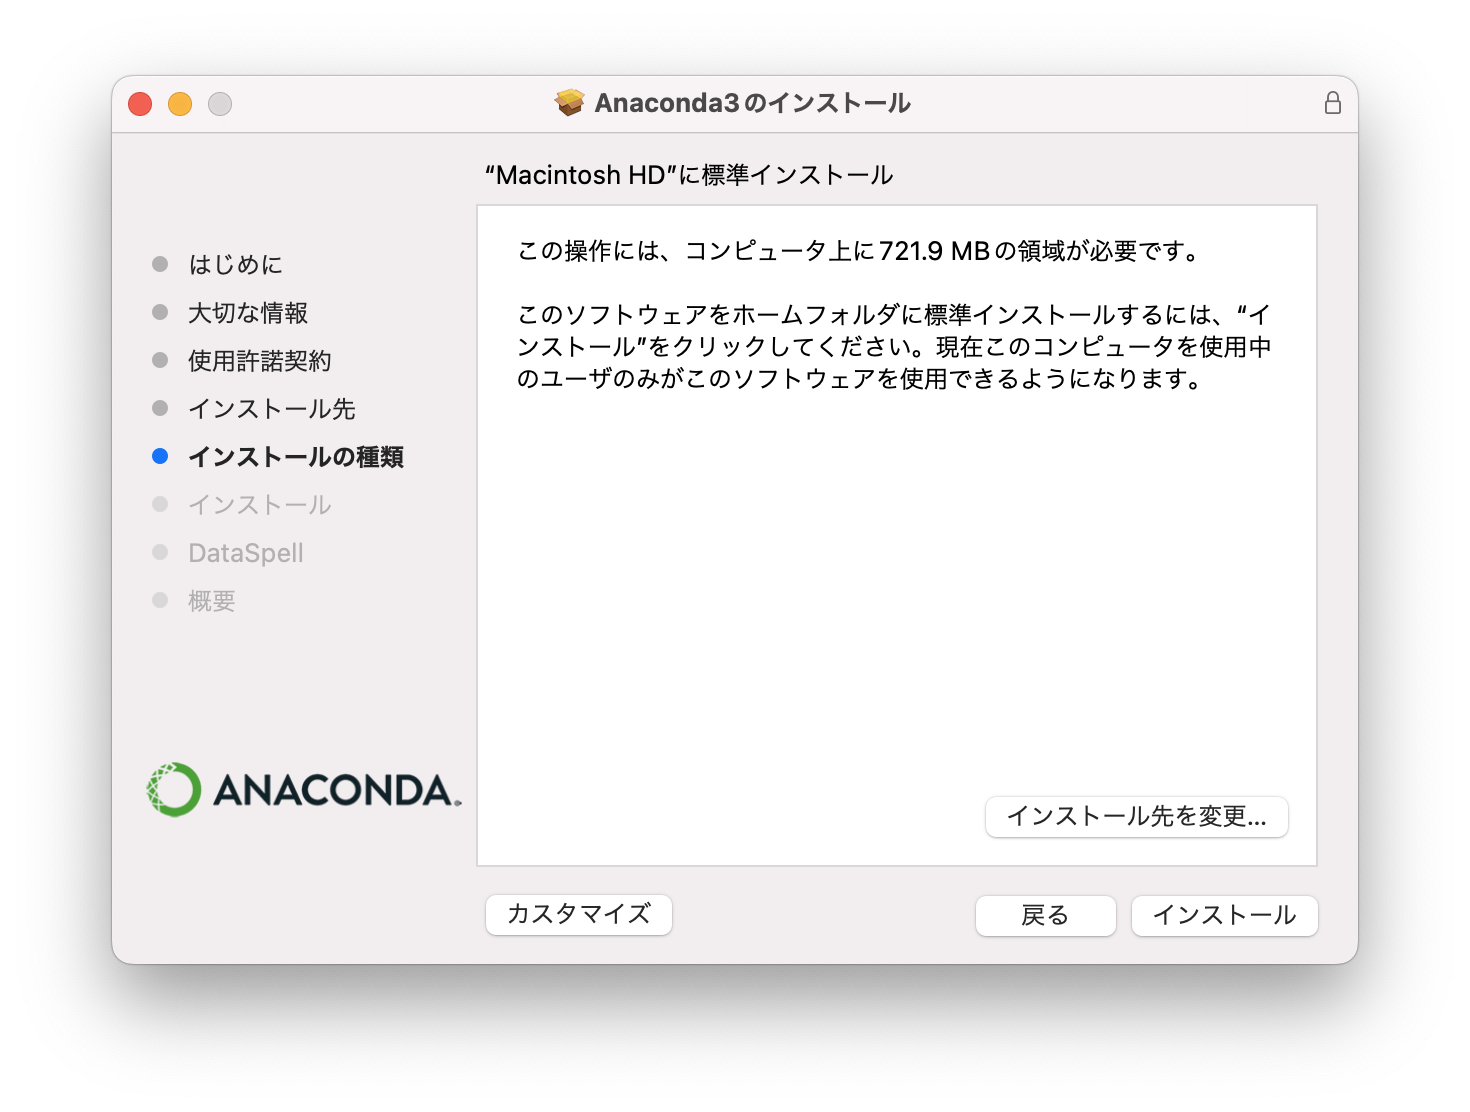 Anaconda3のインストール
“Macintosh HD”に標準インストール
はじめに
大切な情報
使用許諾契約
インストール先
インストールの種類
インストール
DataSpell
概要
この操作には、コンピュータ上に721.9 MBの領域が必要です。
このソフトウェアをホームフォルダに標準インストールするには、“イ
ンストール”をクリックしてください。現在このコンピュータを使用中
のユーザのみがこのソフトウェアを使用できるようになります。
ANACONDA.
インストール先を変更...
カスタマイズ
戻る
インストール